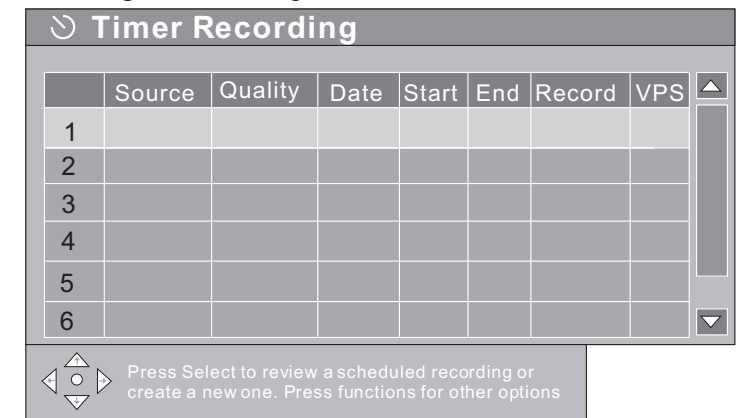 Timer Recording
Source Quality Date Start End Record VPS
1
2
3
4
5
6
Press Select to review a scheduled recording or
create a new one. Press functions for other options